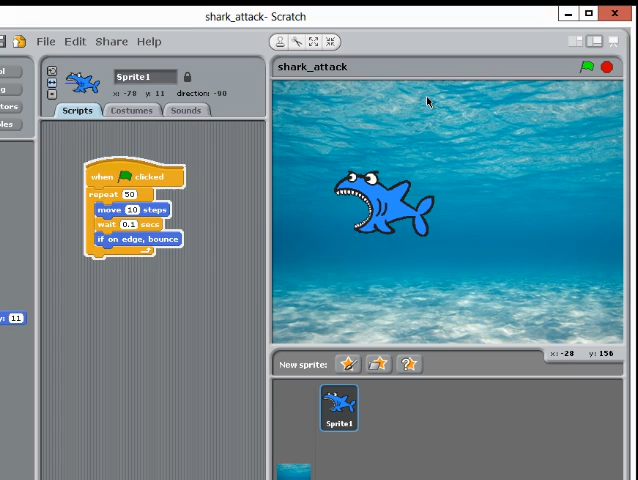 shark_attack- Scratch
File Edit Share Help
Sprite1
x: -78 y: 11 direction: -90
Scripts Costumes Sounds
when clicked
repeat 50
move 10 steps
wait 0.1 secs
if on edge, bounce
shark_attack
y: 11
x: -28 y: 156
New sprite:
Sprite1